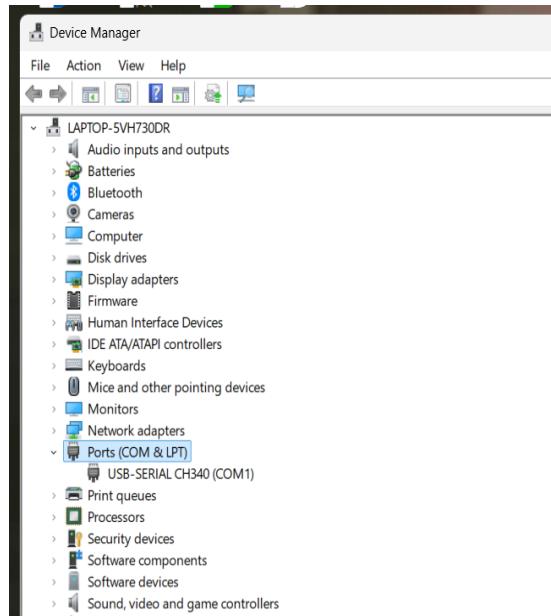 Device Manager
File Action View Help
LAPTOP-5VH730DR
Audio inputs and outputs
Batteries
Bluetooth
Cameras
Computer
Disk drives
Display adapters
Firmware
Human Interface Devices
IDE ATA/ATAPI controllers
Keyboards
Mice and other pointing devices
Monitors
Network adapters
Ports (COM & LPT)
USB-SERIAL CH340 (COM1)
Print queues
Processors
Security devices
Software components
Software devices
Sound, video and game controllers